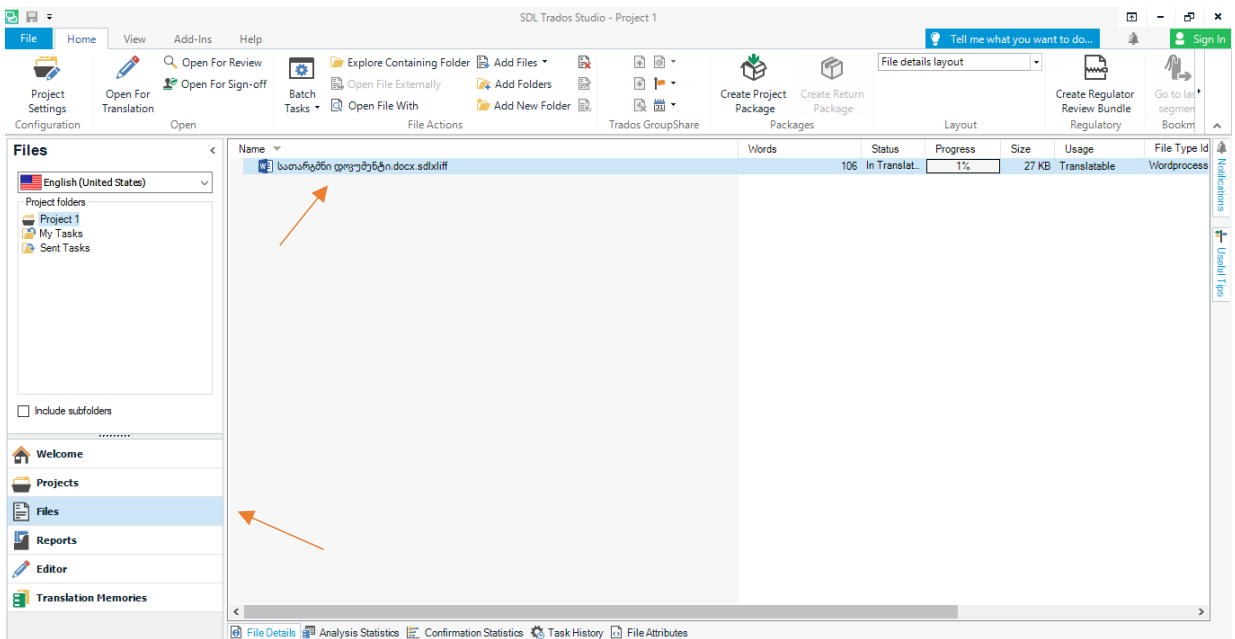 SDL Trados Studio - Project 1
File Home View Add-Ins Help Tell me what you want to do... Sign In
Project Settings
Open For Translation
Open For Review
Open For Sign-off
Batch Tasks
Explore Containing Folder
Open File Externally
Open File With
Add Files
Add Folders
Add New Folder
Create Project Package
Create Return Package
File details layout
Create Regulator Review Bundle
Go to las
segmen
Configuration Open File Actions Trados GroupShare Packages Layout Regulatory Bookm
Files
English (United States)
Project folders
Project 1
My Tasks
Sent Tasks
Include subfolders
Welcome
Projects
Files
Reports
Editor
Translation Memories
Name Words Status Progress Size Usage File Type Id
სათარგმნი დოკუმენტი.docx.sdlxliff 106 In Translat... 1% 27 KB Translatable Wordprocess
Notifications
Useful Tips
File Details Analysis Statistics Confirmation Statistics Task History File Attributes